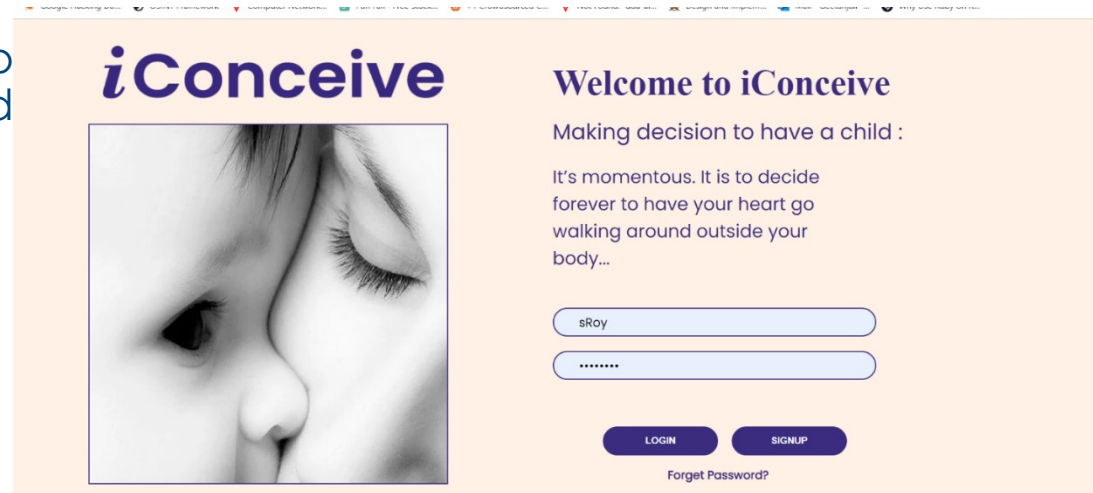 iConceive
Welcome to iConceive
Making decision to have a child :
It's momentous. It is to decide
forever to have your heart go
walking around outside your
body...
sRoy
••••••••
LOGIN SIGNUP
Forget Password?